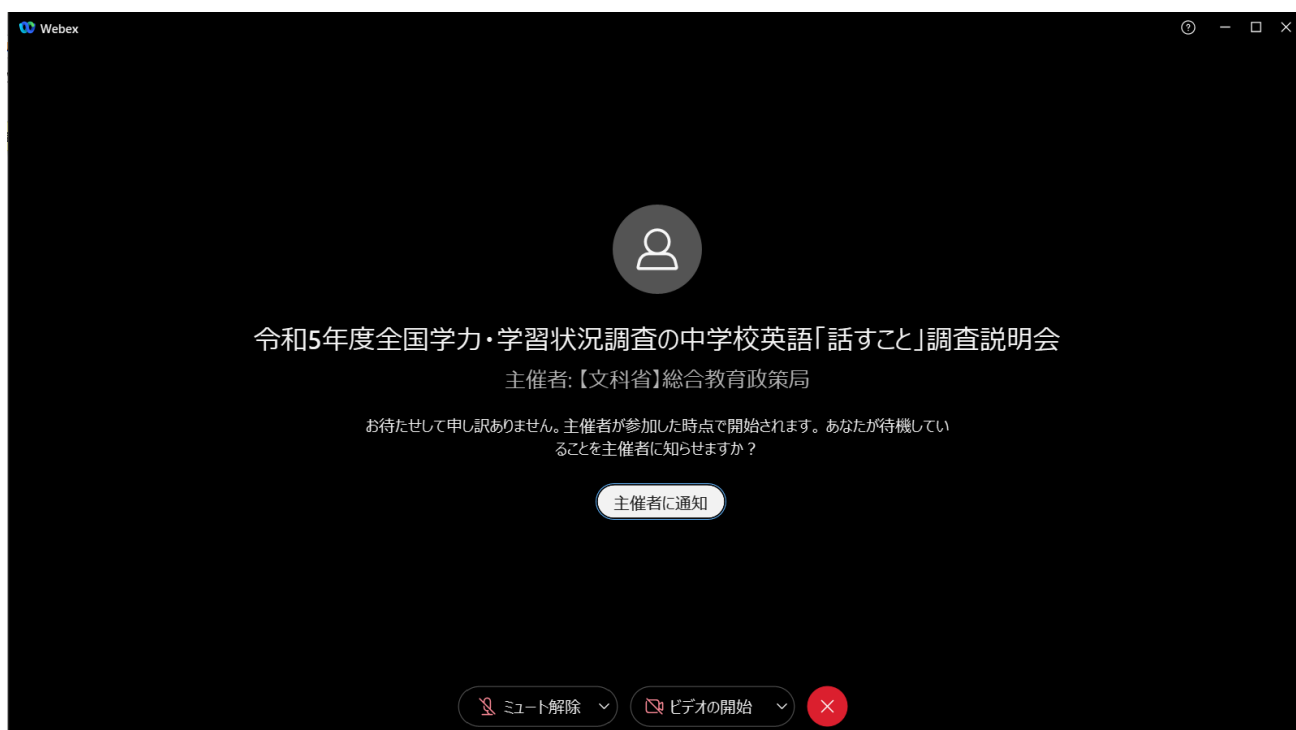 Webex
令和5年度全国学力・学習状況調査の中学校英語「話すこと」調査説明会
主催者:【文科省】総合教育政策局
お待たせして申し訳ありません。主催者が参加した時点で開始されます。あなたが待機してい
ることを主催者に知らせますか？
主催者に通知
ミュート解除
ビデオの開始